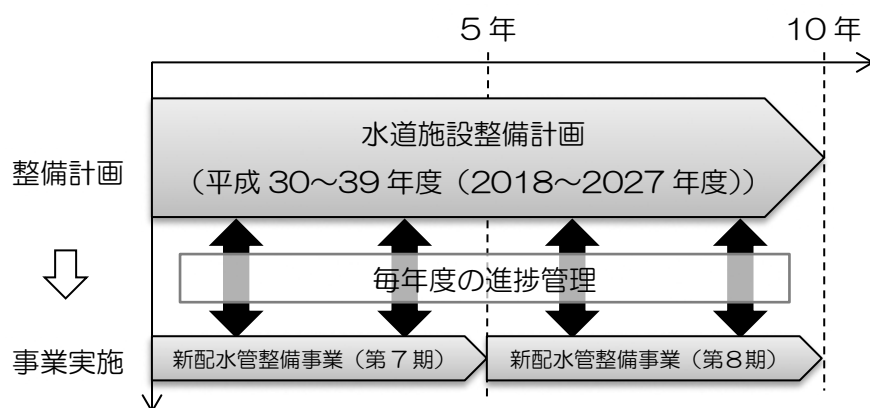 5年
10年
水道施設整備計画
(平成30～39年度(2018～2027年度))
整備計画
毎年度の進捗管理
事業実施
新配水管整備事業(第7期)
新配水管整備事業(第8期)